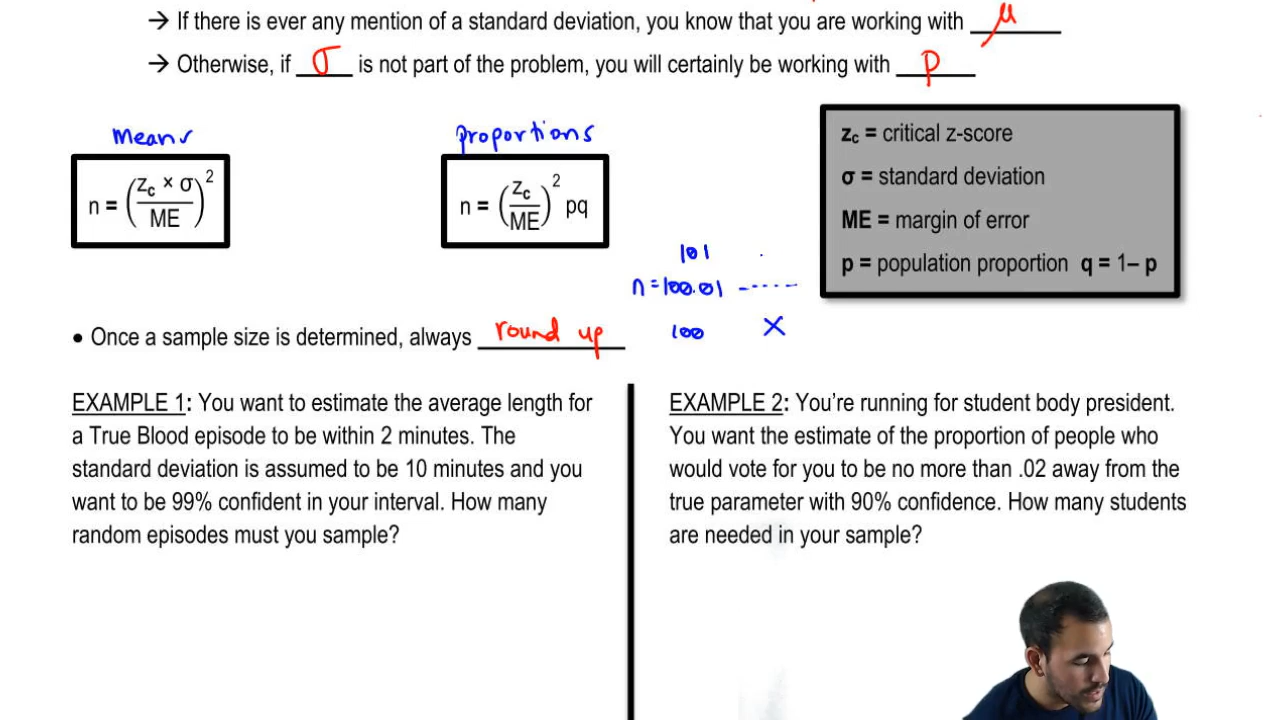 → If there is ever any mention of a standard deviation, you know that you are working with μ
→ Otherwise, if σ is not part of the problem, you will certainly be working with p
means
n = (zc × σ / ME)²
proportions
n = (zc / ME)² pq
zc = critical z-score
σ = standard deviation
ME = margin of error
p = population proportion q = 1– p
101
n = 100.01
100 X
• Once a sample size is determined, always round up
EXAMPLE 1: You want to estimate the average length for
a True Blood episode to be within 2 minutes. The
standard deviation is assumed to be 10 minutes and you
want to be 99% confident in your interval. How many
random episodes must you sample?
EXAMPLE 2: You’re running for student body president.
You want the estimate of the proportion of people who
would vote for you to be no more than .02 away from the
true parameter with 90% confidence. How many students
are needed in your sample?